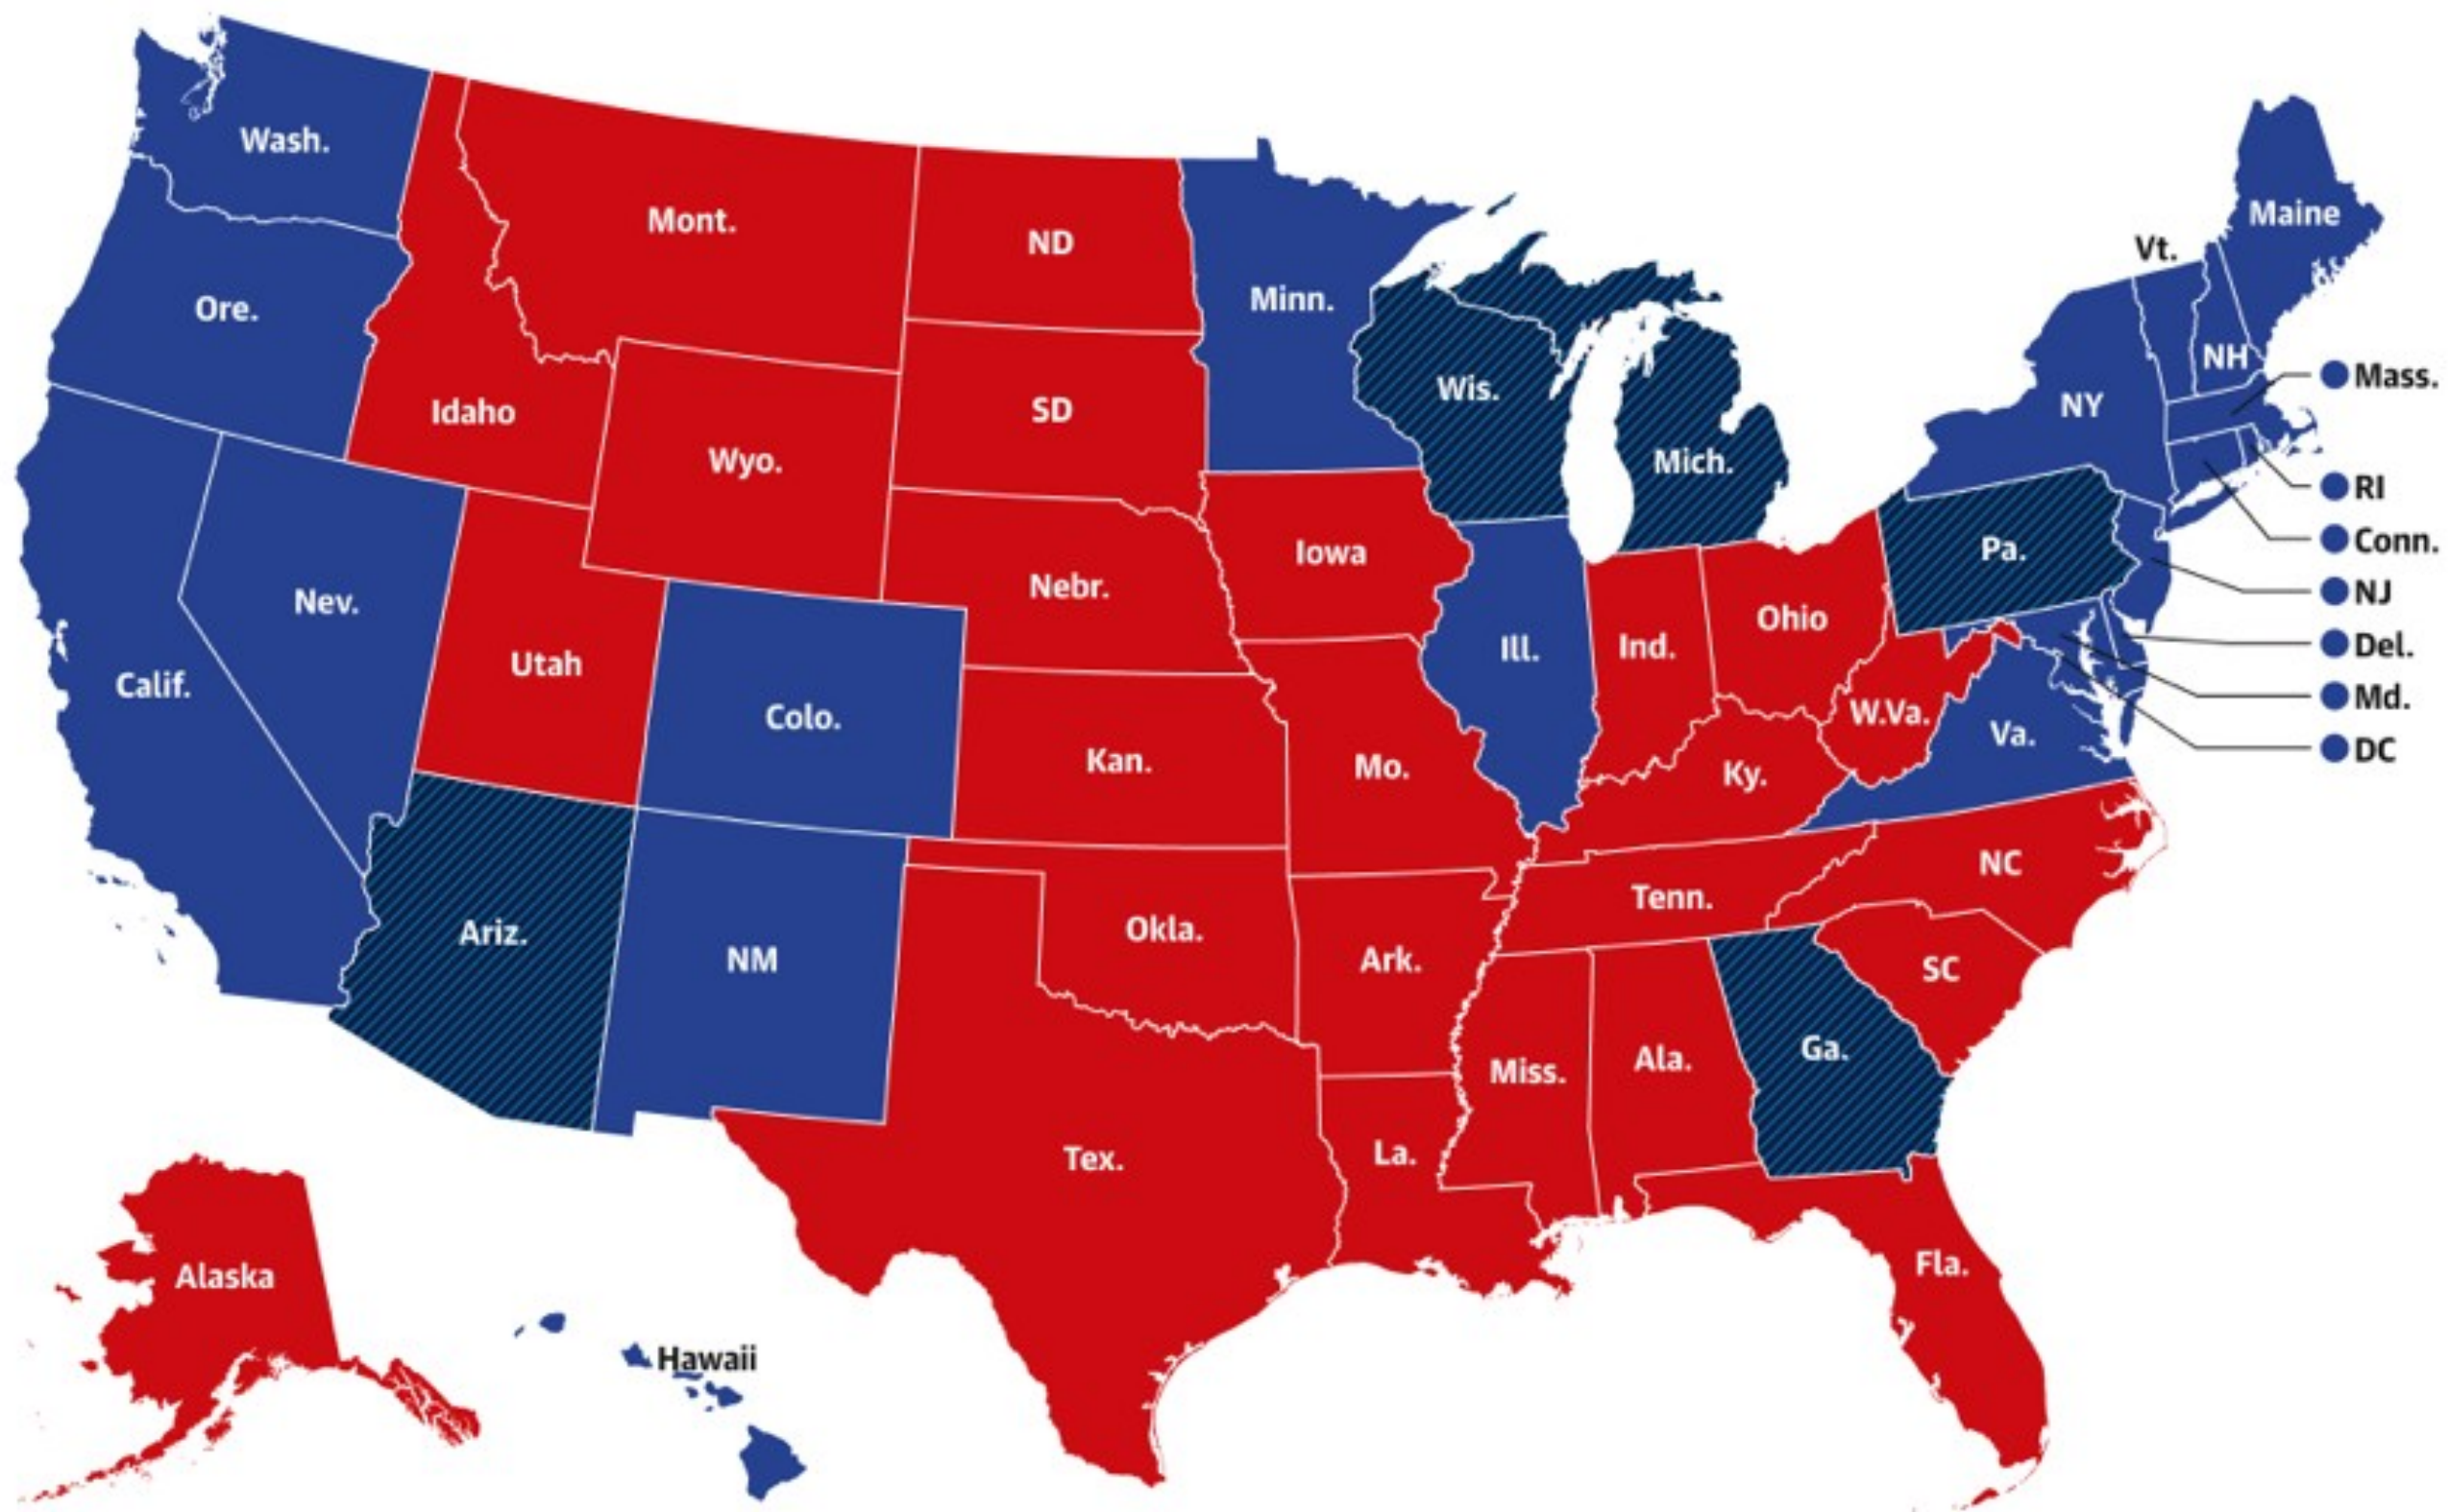 Wash.
Mont.
ND
Minn.
Maine
Vt.
Ore.
Idaho
Wyo.
SD
Wis.
Mich.
NY
NH
Mass.
RI
Conn.
NJ
Del.
Md.
DC
Pa.
Calif.
Nev.
Utah
Colo.
Nebr.
Iowa
Ill.
Ind.
Ohio
W.Va.
Va.
Kan.
Mo.
Ky.
Ariz.
NM
Okla.
Ark.
Tenn.
NC
SC
Tex.
La.
Miss.
Ala.
Ga.
Fla.
Alaska
Hawaii